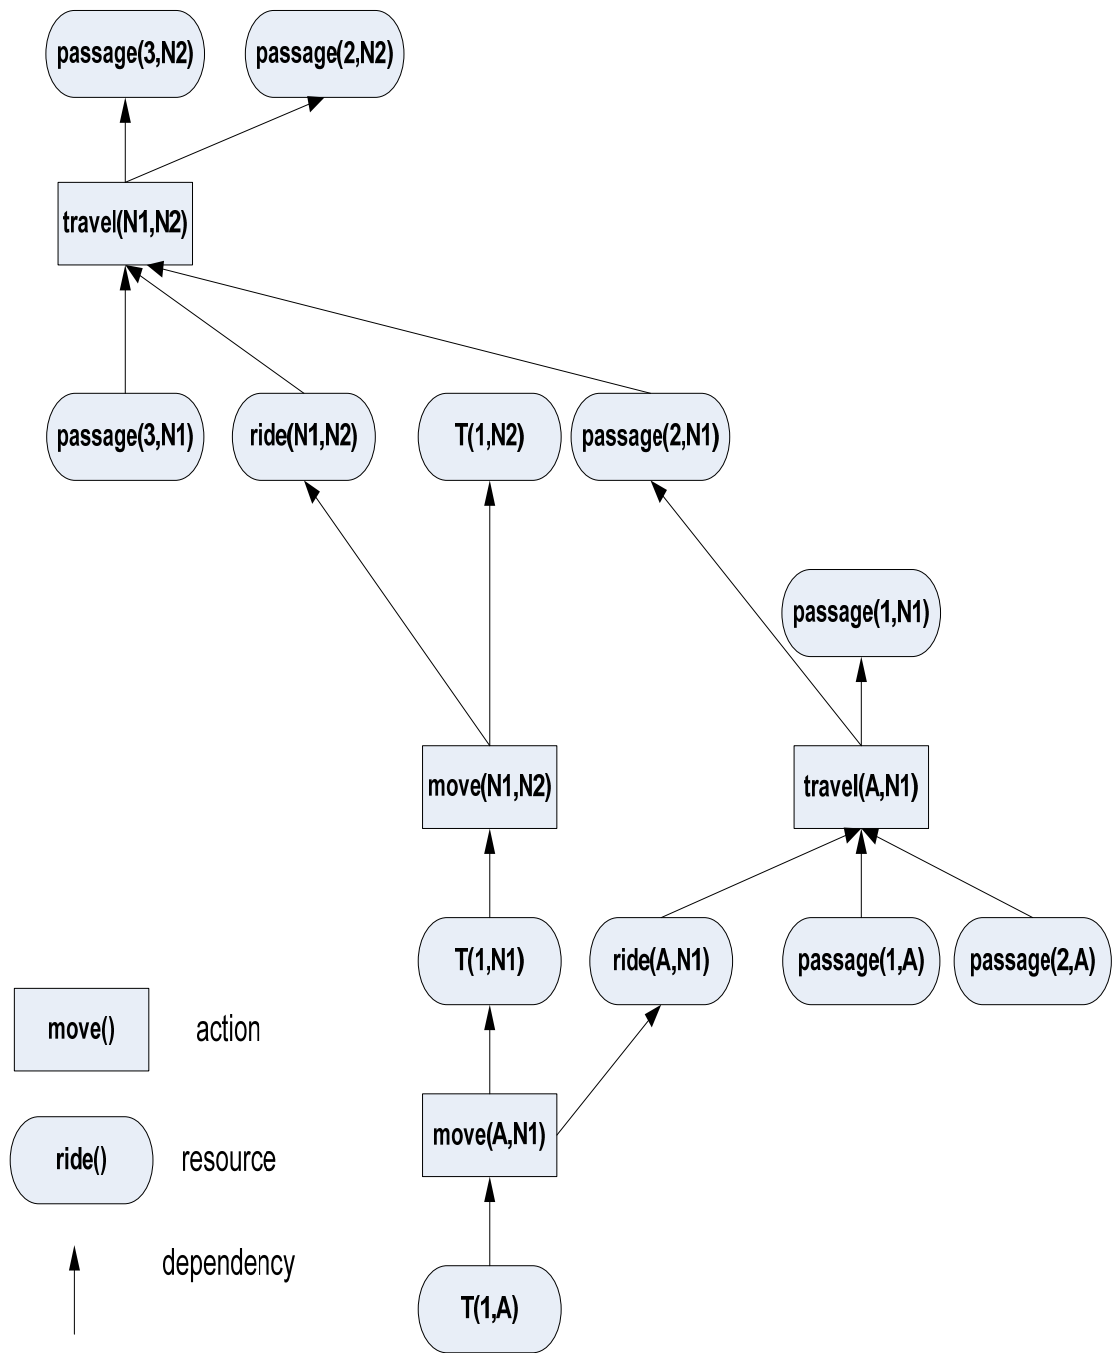 passage(3,N2)
passage(2,N2)
travel(N1,N2)
passage(3,N1)
ride(N1,N2)
T(1,N2)
passage(2,N1)
passage(1,N1)
move(N1,N2)
travel(A,N1)
T(1,N1)
ride(A,N1)
passage(1,A)
passage(2,A)
move()
action
move(A,N1)
ride()
resource
dependency
T(1,A)